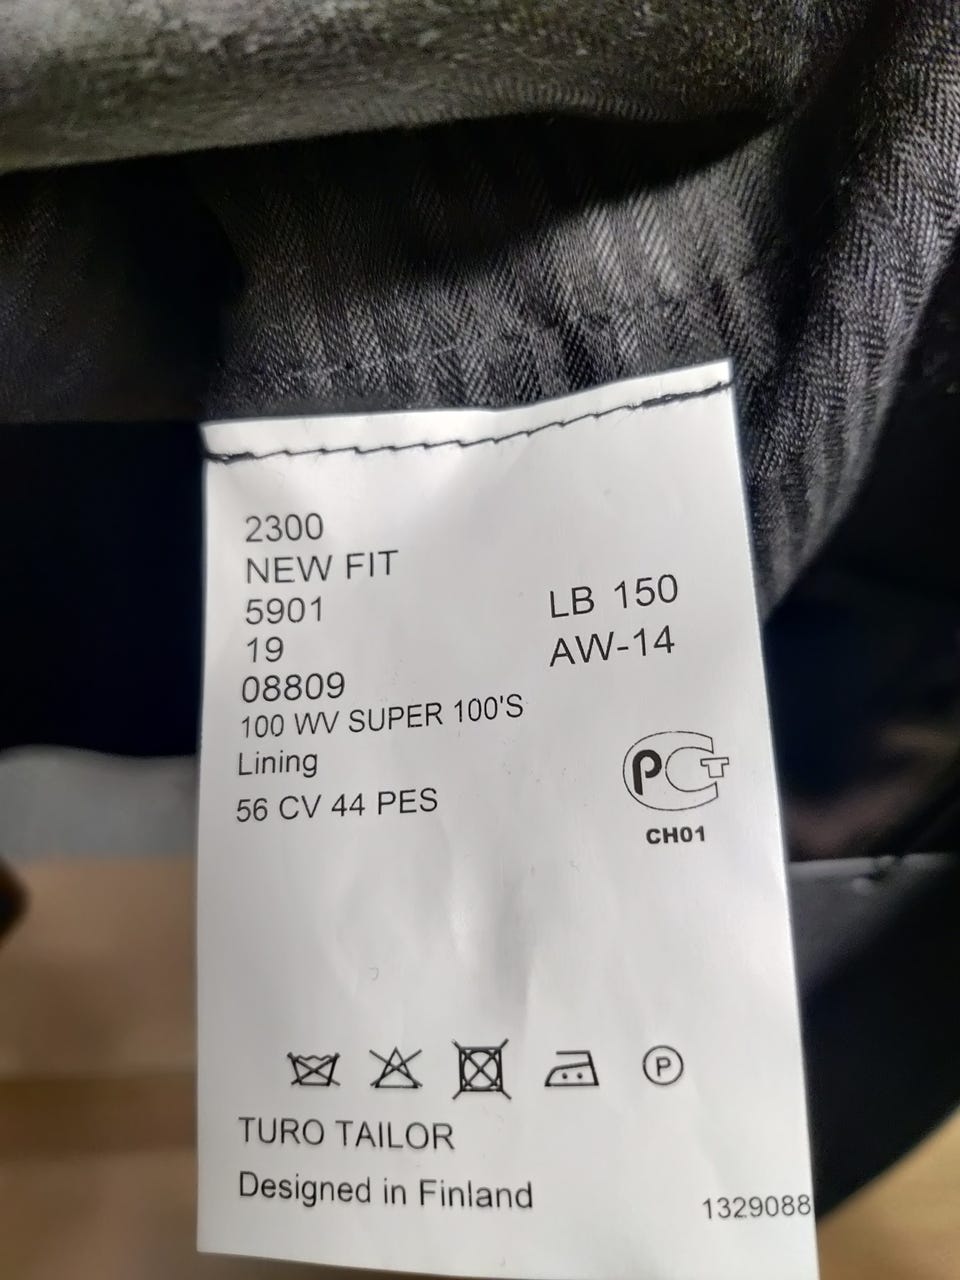 2300
NEW FIT
5901
19
08809
100 WV SUPER 100'S
Lining
56 CV 44 PES
LB 150
AW-14
РСТ
CH01
P
TURO TAILOR
Designed in Finland
1329088